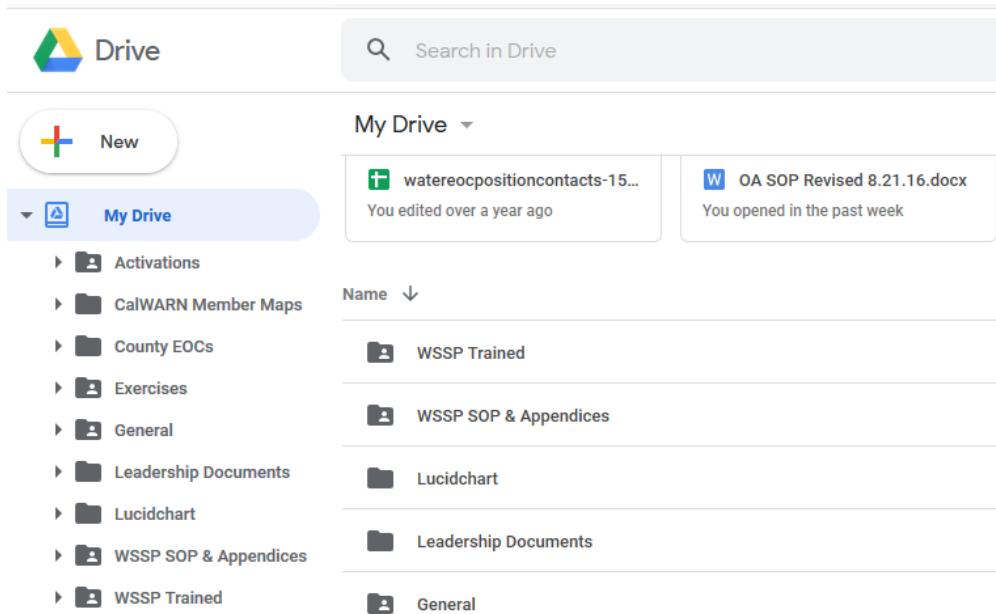 Drive
Search in Drive
New
My Drive
Activations
CalWARN Member Maps
County EOCs
Exercises
General
Leadership Documents
Lucidchart
WSSP SOP & Appendices
WSSP Trained
My Drive
watereocpositioncontacts-15...
You edited over a year ago
W OA SOP Revised 8.21.16.docx
You opened in the past week
Name
WSSP Trained
WSSP SOP & Appendices
Lucidchart
Leadership Documents
General